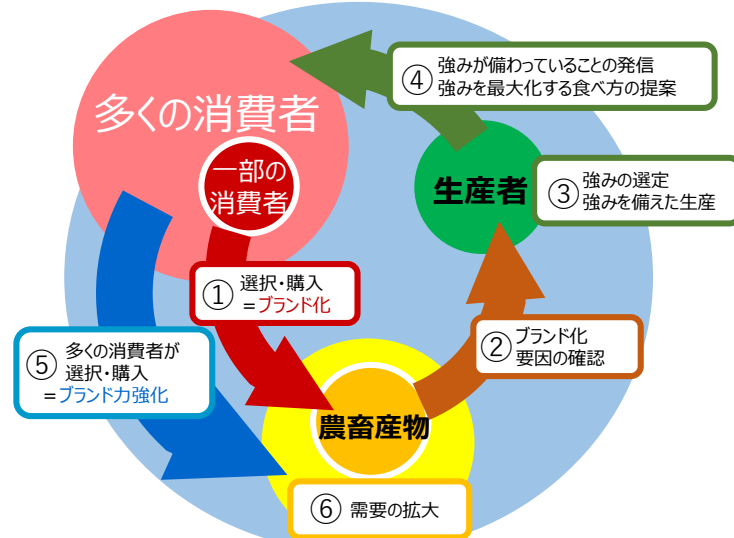 多くの消費者
一部の
消費者
④ 強みが備わっていることの発信
強みを最大化する食べ方の提案
生産者
③ 強みの選定
強みを備えた生産
① 選択・購入
＝ブランド化
② ブランド化
要因の確認
⑤ 多くの消費者が
選択・購入
＝ブランド力強化
農畜産物
⑥ 需要の拡大